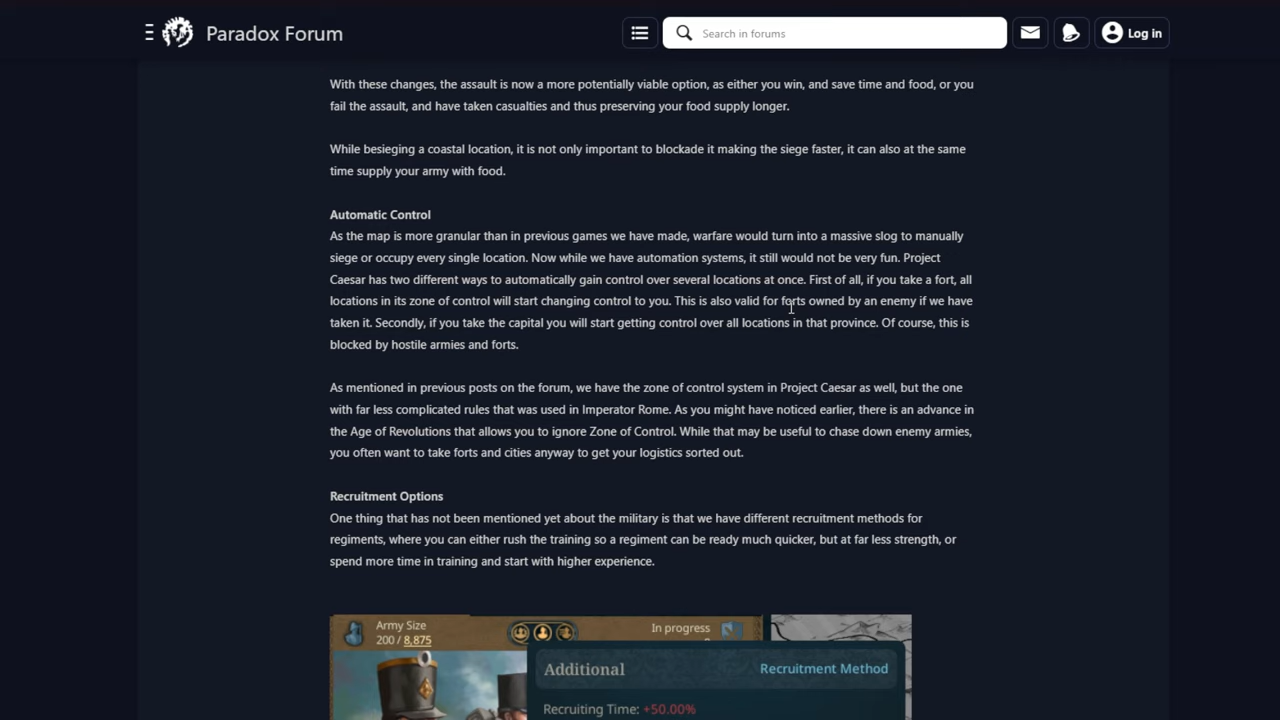 Paradox Forum
Search in forums
Log in
With these changes, the assault is now a more potentially viable option, as either you win, and save time and food, or you
fail the assault, and have taken casualties and thus preserving your food supply longer.
While besieging a coastal location, it is not only important to blockade it making the siege faster, it can also at the same
time supply your army with food.
Automatic Control
As the map is more granular than in previous games we have made, warfare would turn into a massive slog to manually
siege or occupy every single location. Now while we have automation systems, it still would not be very fun. Project
Caesar has two different ways to automatically gain control over several locations at once. First of all, if you take a fort, all
locations in its zone of control will start changing control to you. This is also valid for forts owned by an enemy if we have
taken it. Secondly, if you take the capital you will start getting control over all locations in that province. Of course, this is
blocked by hostile armies and forts.
As mentioned in previous posts on the forum, we have the zone of control system in Project Caesar as well, but the one
with far less complicated rules that was used in Imperator Rome. As you might have noticed earlier, there is an advance in
the Age of Revolutions that allows you to ignore Zone of Control. While that may be useful to chase down enemy armies,
you often want to take forts and cities anyway to get your logistics sorted out.
Recruitment Options
One thing that has not been mentioned yet about the military is that we have different recruitment methods for
regiments, where you can either rush the training so a regiment can be ready much quicker, but at far less strength, or
spend more time in training and start with higher experience.
Army Size
200 / 8,875
In progress
Additional
Recruitment Method
Recruiting Time: +50.00%